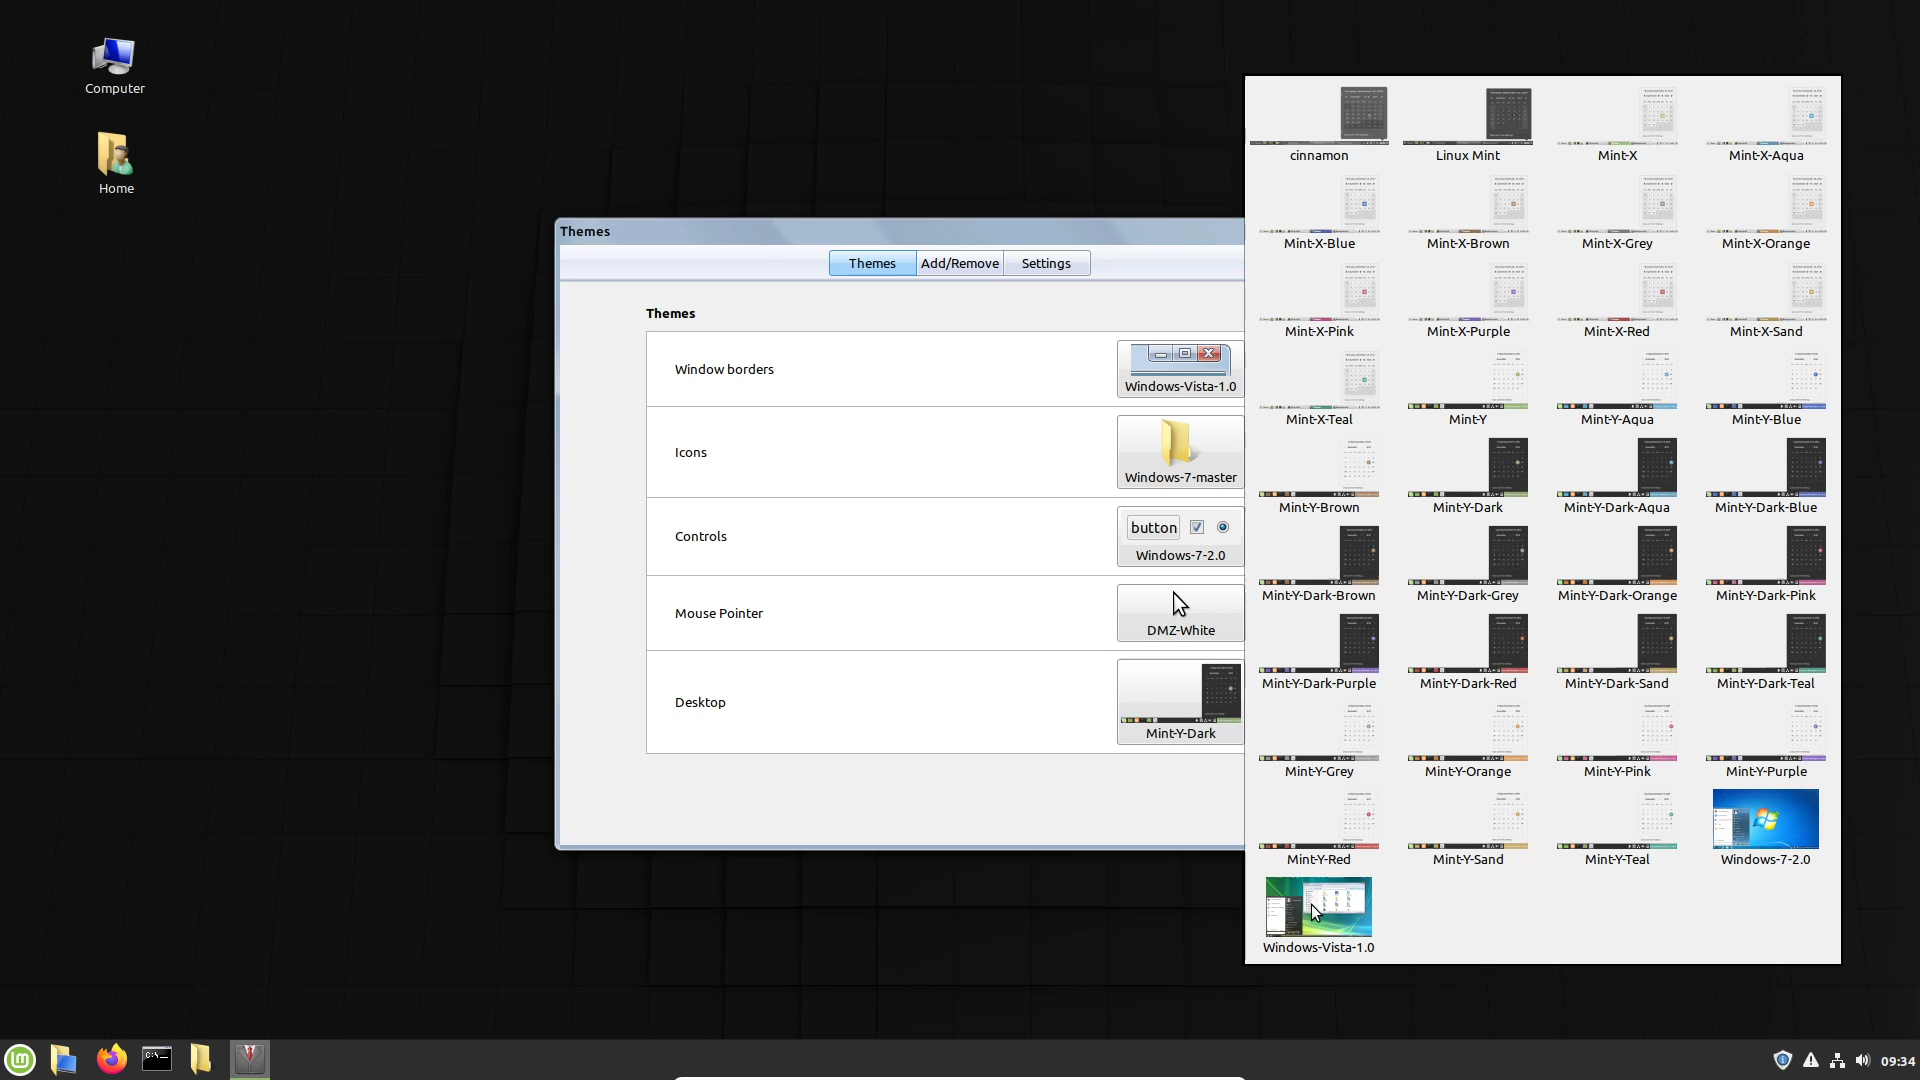 Computer
Home
Themes
Themes Add/Remove Settings
Themes
Window borders
Windows-Vista-1.0
Icons
Windows-7-master
Controls
button
Windows-7-2.0
Mouse Pointer
DMZ-White
Desktop
Mint-Y-Dark
cinnamon Linux Mint Mint-X Mint-X-Aqua
Mint-X-Blue Mint-X-Brown Mint-X-Grey Mint-X-Orange
Mint-X-Pink Mint-X-Purple Mint-X-Red Mint-X-Sand
Mint-X-Teal Mint-Y Mint-Y-Aqua Mint-Y-Blue
Mint-Y-Brown Mint-Y-Dark Mint-Y-Dark-Aqua Mint-Y-Dark-Blue
Mint-Y-Dark-Brown Mint-Y-Dark-Grey Mint-Y-Dark-Orange Mint-Y-Dark-Pink
Mint-Y-Dark-Purple Mint-Y-Dark-Red Mint-Y-Dark-Sand Mint-Y-Dark-Teal
Mint-Y-Grey Mint-Y-Orange Mint-Y-Pink Mint-Y-Purple
Mint-Y-Red Mint-Y-Sand Mint-Y-Teal Windows-7-2.0
Windows-Vista-1.0
09:34